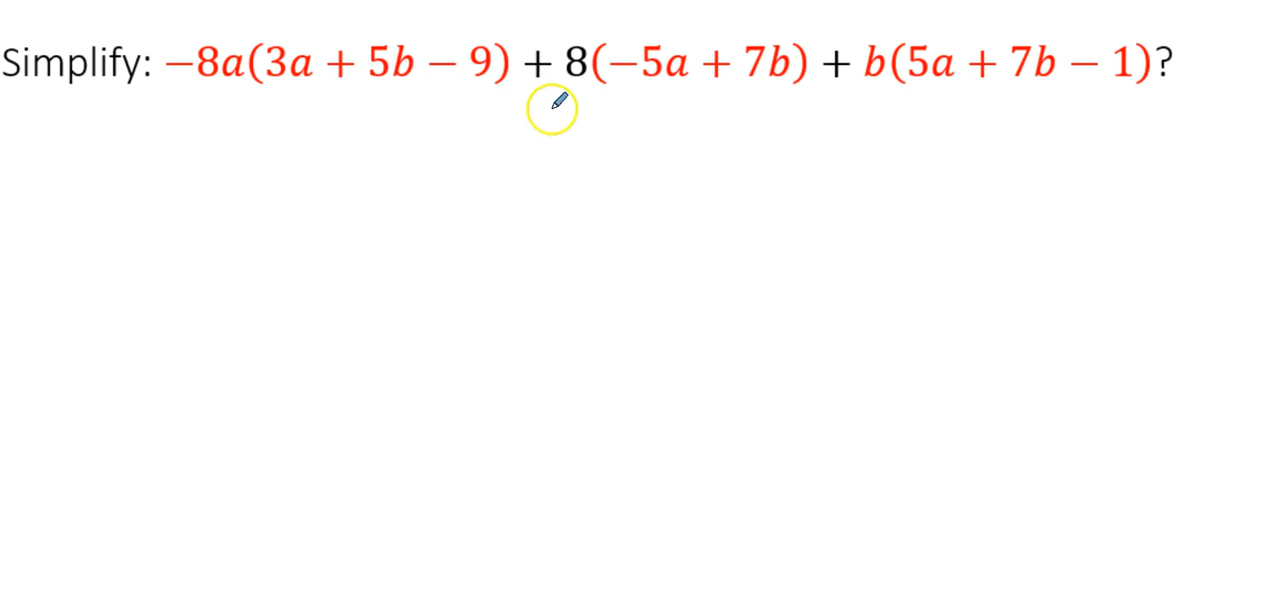 Simplify: −8a(3a + 5b − 9) + 8(−5a + 7b) + b(5a + 7b − 1)?